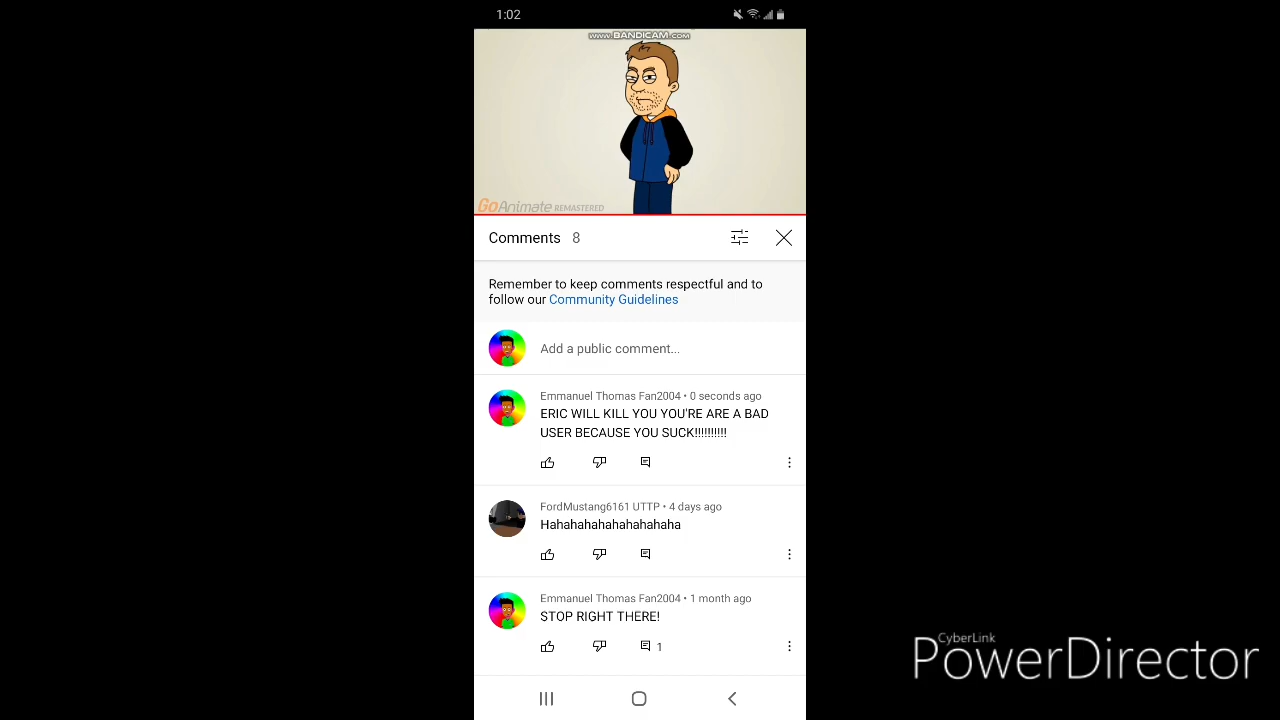 1:02
WWW.BANDICAM.COM
GoAnimate REMASTERED
Comments 8
Remember to keep comments respectful and to
follow our Community Guidelines
Add a public comment...
Emmanuel Thomas Fan2004 • 0 seconds ago
ERIC WILL KILL YOU YOU'RE ARE A BAD
USER BECAUSE YOU SUCK!!!!!!!!!!
FordMustang6161 UTTP • 4 days ago
Hahahahahahahahaha
Emmanuel Thomas Fan2004 • 1 month ago
STOP RIGHT THERE!
1
CyberLink
PowerDirector